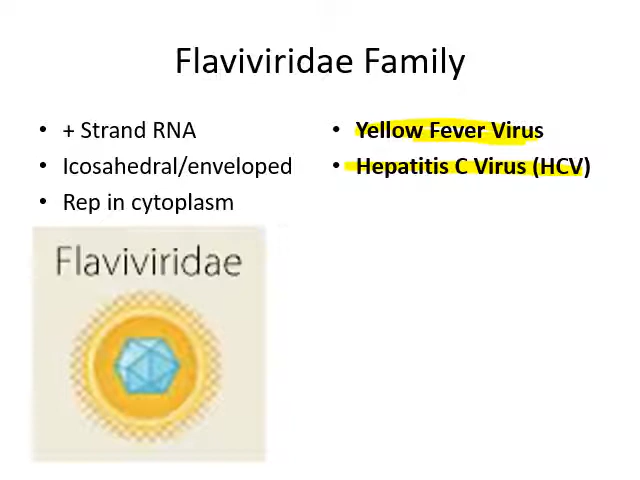 Flaviviridae Family
• + Strand RNA
• Icosahedral/enveloped
• Rep in cytoplasm
• Yellow Fever Virus
• Hepatitis C Virus (HCV)
Flaviviridae